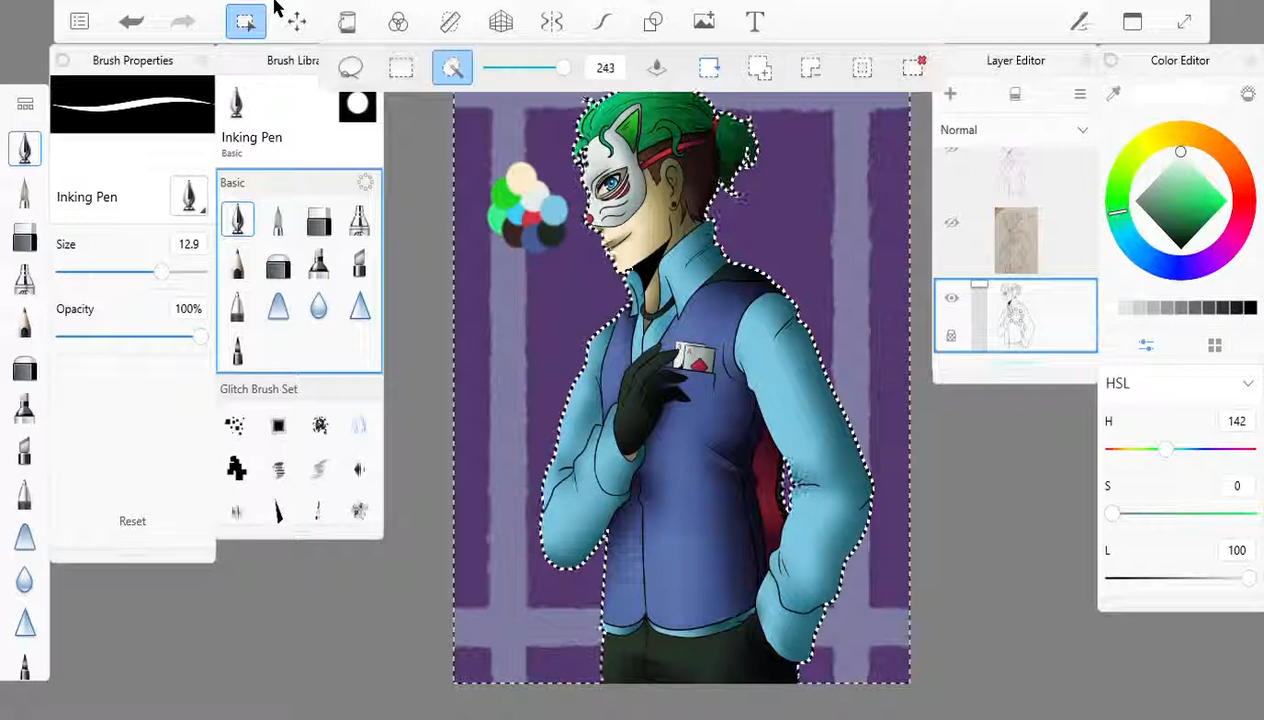 Brush Properties
Inking Pen
Size
12.9
Opacity
100%
Reset
Brush Libra
Inking Pen
Basic
Basic
Glitch Brush Set
243
A
Layer Editor
Normal
Color Editor
HSL
H
142
S
0
L
100